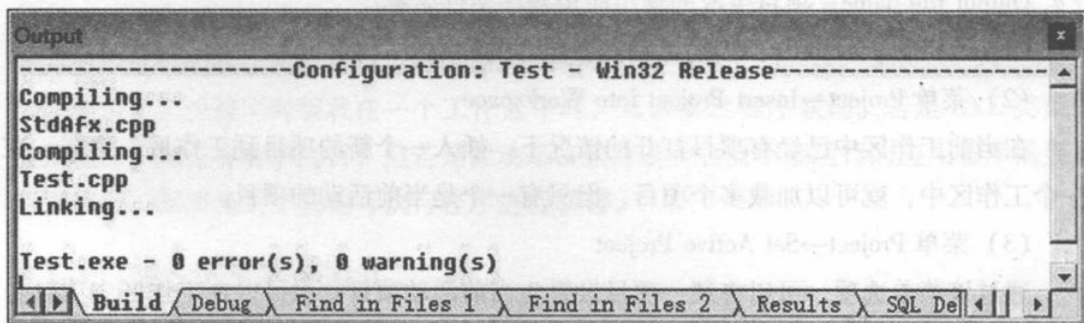 Output
--------------------Configuration: Test - Win32 Release--------------------
Compiling...
StdAfx.cpp
Compiling...
Test.cpp
Linking...
Test.exe - 0 error(s), 0 warning(s)
Build Debug Find in Files 1 Find in Files 2 Results SQL De